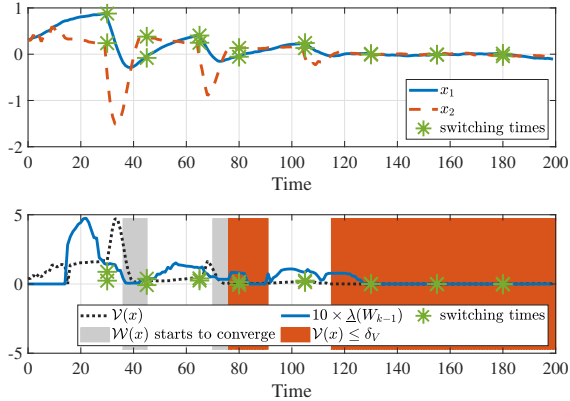 1
0
-1
-2
0 20 40 60 80 100 120 140 160 180 200
Time
x₁
x₂
switching times
5
0
-5
0 20 40 60 80 100 120 140 160 180 200
Time
𝒱(x) 10 × λ̲(Wₖ₋₁) switching times
𝒲(x) starts to converge 𝒱(x) ≤ δ_V